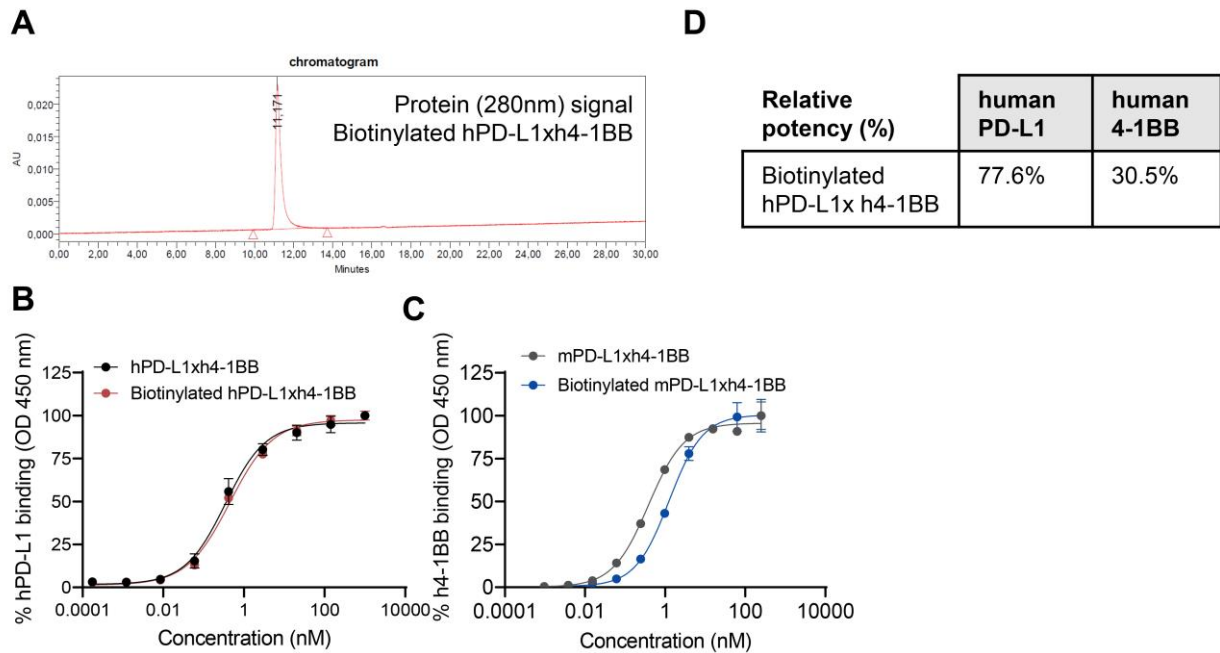 A
chromatogram
Protein (280nm) signal
Biotinylated hPD-L1xh4-1BB
11,171
AU
0,020
0,015
0,010
0,005
0,000
0,00 2,00 4,00 6,00 8,00 10,00 12,00 14,00 16,00 18,00 20,00 22,00 24,00 26,00 28,00 30,00
Minutes
D
Relative potency (%)
human PD-L1
human 4-1BB
Biotinylated hPD-L1x h4-1BB
77.6%
30.5%
B
hPD-L1xh4-1BB
Biotinylated hPD-L1xh4-1BB
% hPD-L1 binding (OD 450 nm)
125
100
75
50
25
0
0.0001 0.01 1 100 10000
Concentration (nM)
C
mPD-L1xh4-1BB
Biotinylated mPD-L1xh4-1BB
% h4-1BB binding (OD 450 nm)
125
100
75
50
25
0
0.0001 0.01 1 100 10000
Concentration (nM)